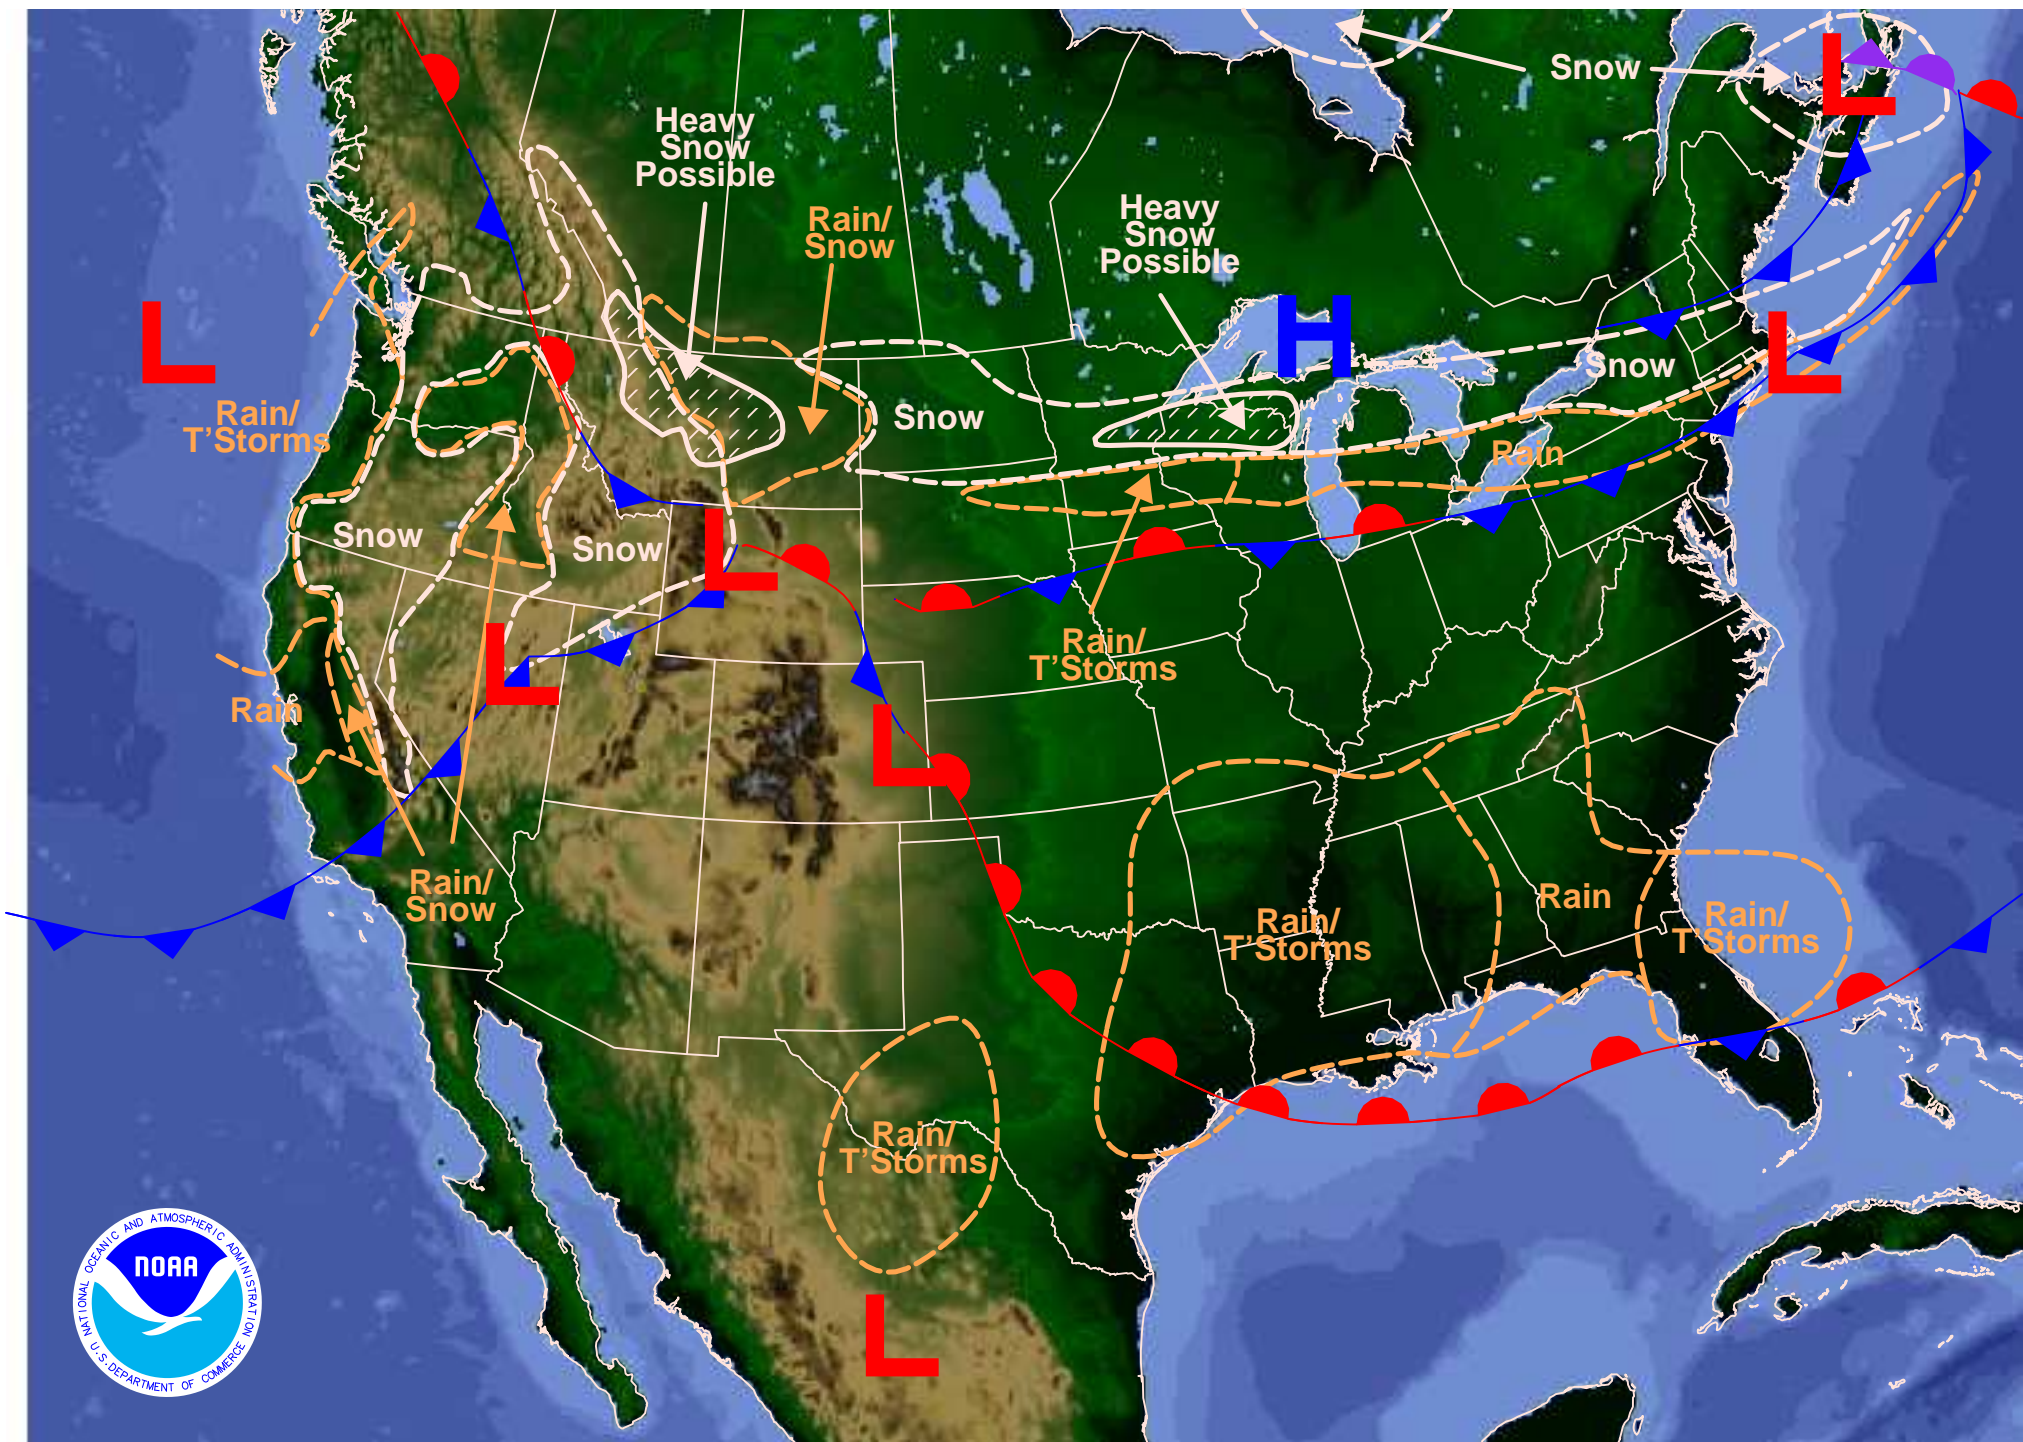 Snow
L
Heavy
Snow
Possible
Rain/
Snow
Heavy
Snow
Possible
L
H
L
Snow
Rain/
T'Storms
Snow
Rain
Snow
Snow
L
Rain/
T'Storms
L
Rain
L
Rain/
Snow
Rain/
T'Storms
Rain
Rain/
T'Storms
Rain/
T'Storms
L
NATIONAL OCEANIC AND ATMOSPHERIC ADMINISTRATION
NOAA
U.S. DEPARTMENT OF COMMERCE